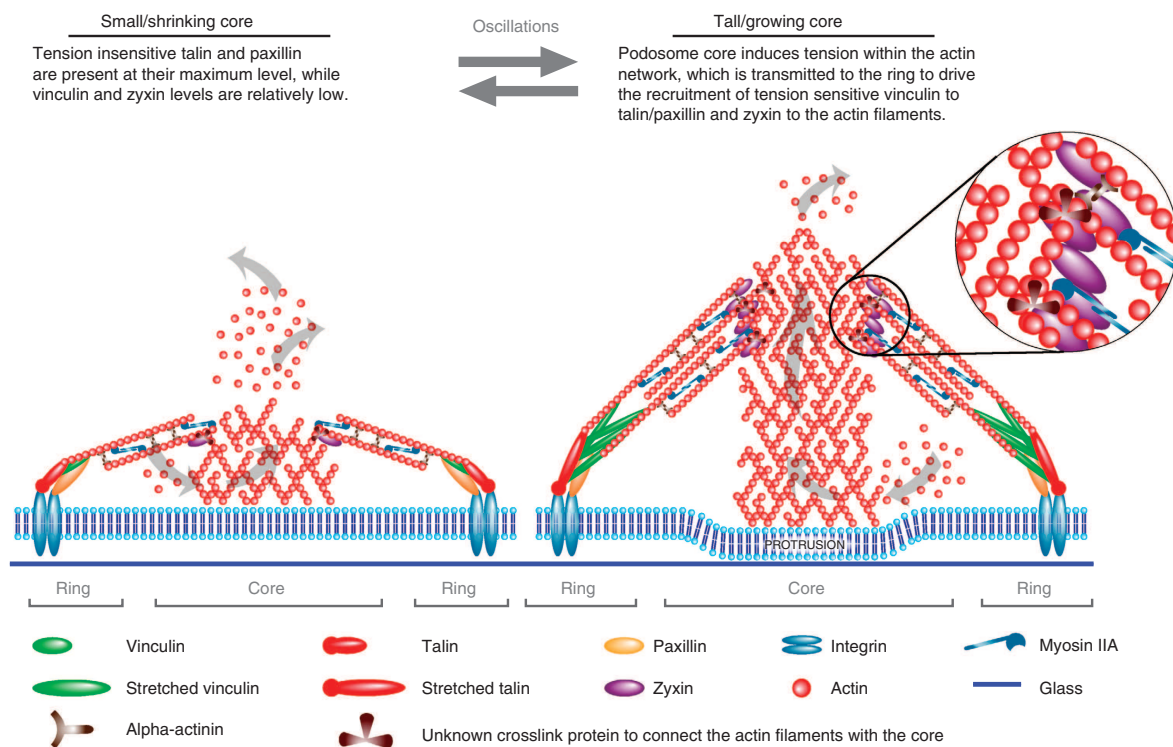 Small/shrinking core
Tension insensitive talin and paxillin
are present at their maximum level, while
vinculin and zyxin levels are relatively low.
Oscillations
Tall/growing core
Podosome core induces tension within the actin
network, which is transmitted to the ring to drive
the recruitment of tension sensitive vinculin to
talin/paxillin and zyxin to the actin filaments.
PROTRUSION
Ring
Core
Ring
Ring
Core
Ring
Vinculin
Talin
Paxillin
Integrin
Myosin IIA
Stretched vinculin
Stretched talin
Zyxin
Actin
Glass
Alpha-actinin
Unknown crosslink protein to connect the actin filaments with the core